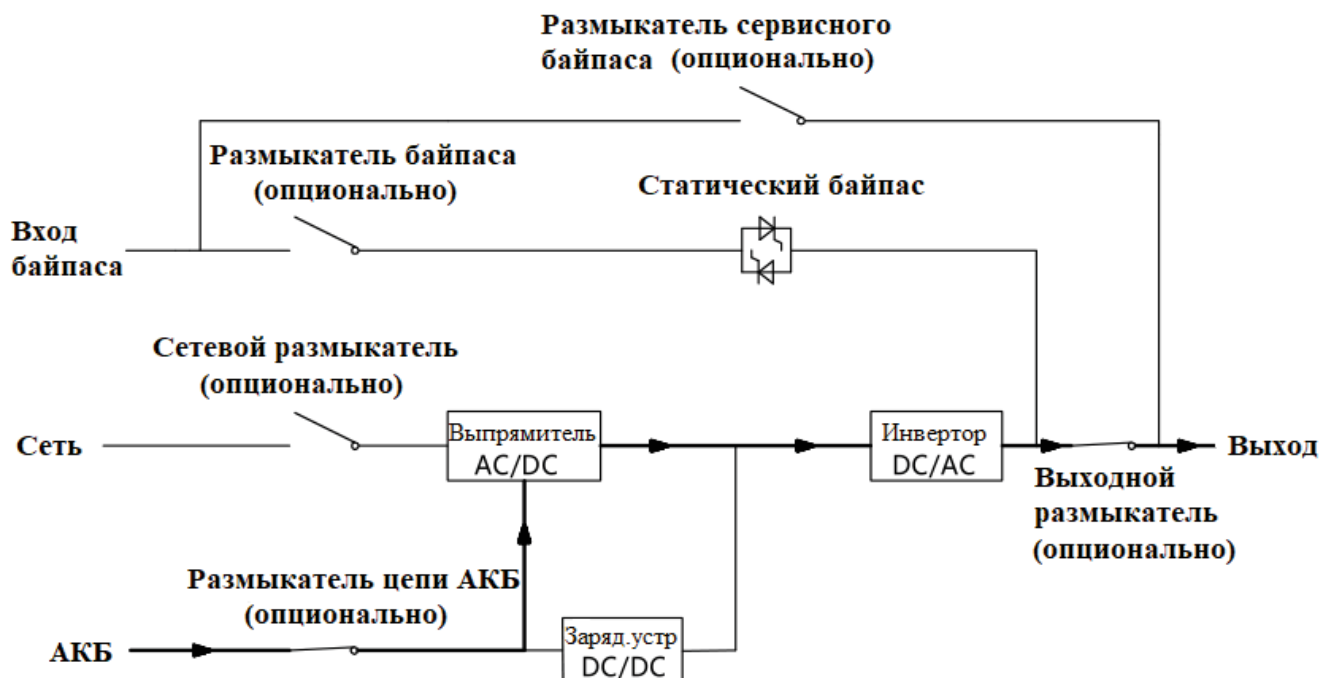 Размыкатель сервисного
байпаса (опционально)
Размыкатель байпаса
(опционально)
Статический байпас
Вход
байпаса
Сетевой размыкатель
(опционально)
Сеть
Выпрямитель
AC/DC
Инвертор
DC/AC
Выход
Выходной
размыкатель
(опционально)
Размыкатель цепи АКБ
(опционально)
АКБ
Заряд.устр
DC/DC